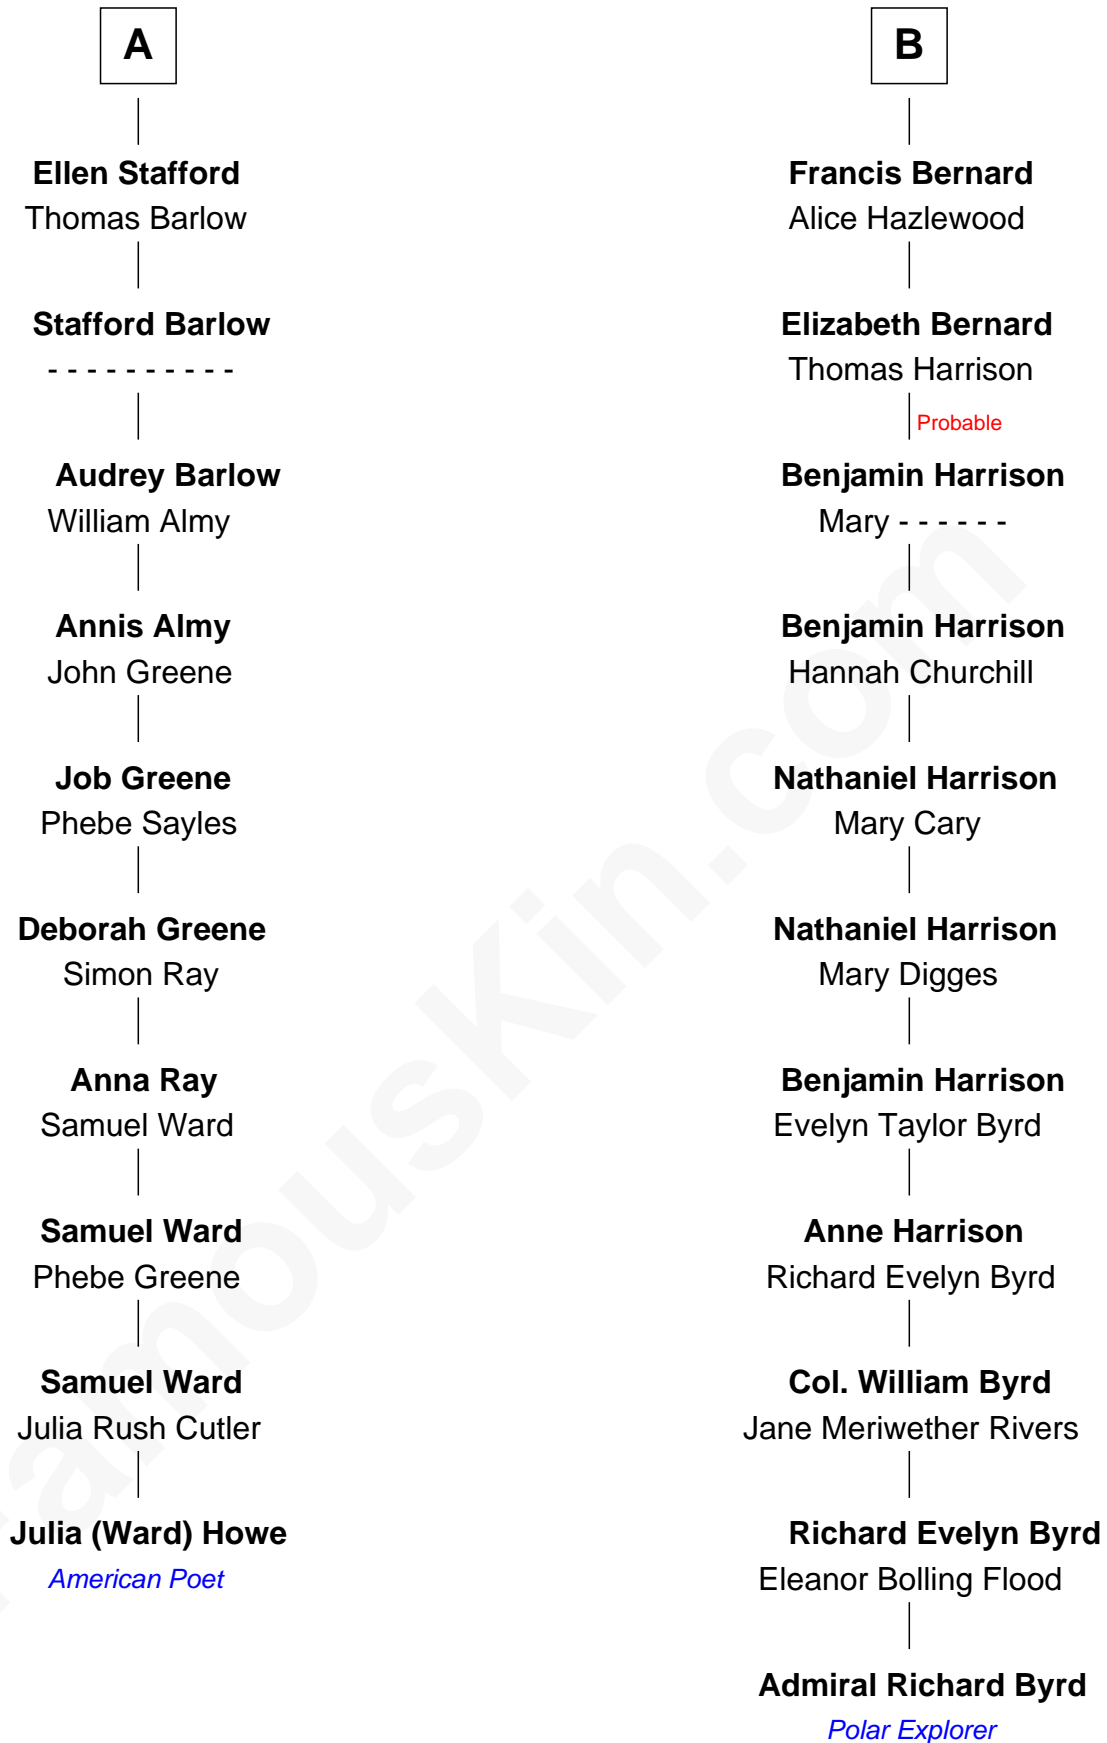 A
Ellen Stafford
Thomas Barlow
Stafford Barlow
- - - - - - - - - -
Audrey Barlow
William Almy
Annis Almy
John Greene
Job Greene
Phebe Sayles
Deborah Greene
Simon Ray
Anna Ray
Samuel Ward
Samuel Ward
Phebe Greene
Samuel Ward
Julia Rush Cutler
Julia (Ward) Howe
American Poet
B
Francis Bernard
Alice Hazlewood
Elizabeth Bernard
Thomas Harrison
Probable
Benjamin Harrison
Mary - - - - - -
Benjamin Harrison
Hannah Churchill
Nathaniel Harrison
Mary Cary
Nathaniel Harrison
Mary Digges
Benjamin Harrison
Evelyn Taylor Byrd
Anne Harrison
Richard Evelyn Byrd
Col. William Byrd
Jane Meriwether Rivers
Richard Evelyn Byrd
Eleanor Bolling Flood
Admiral Richard Byrd
Polar Explorer
FamousKin.com